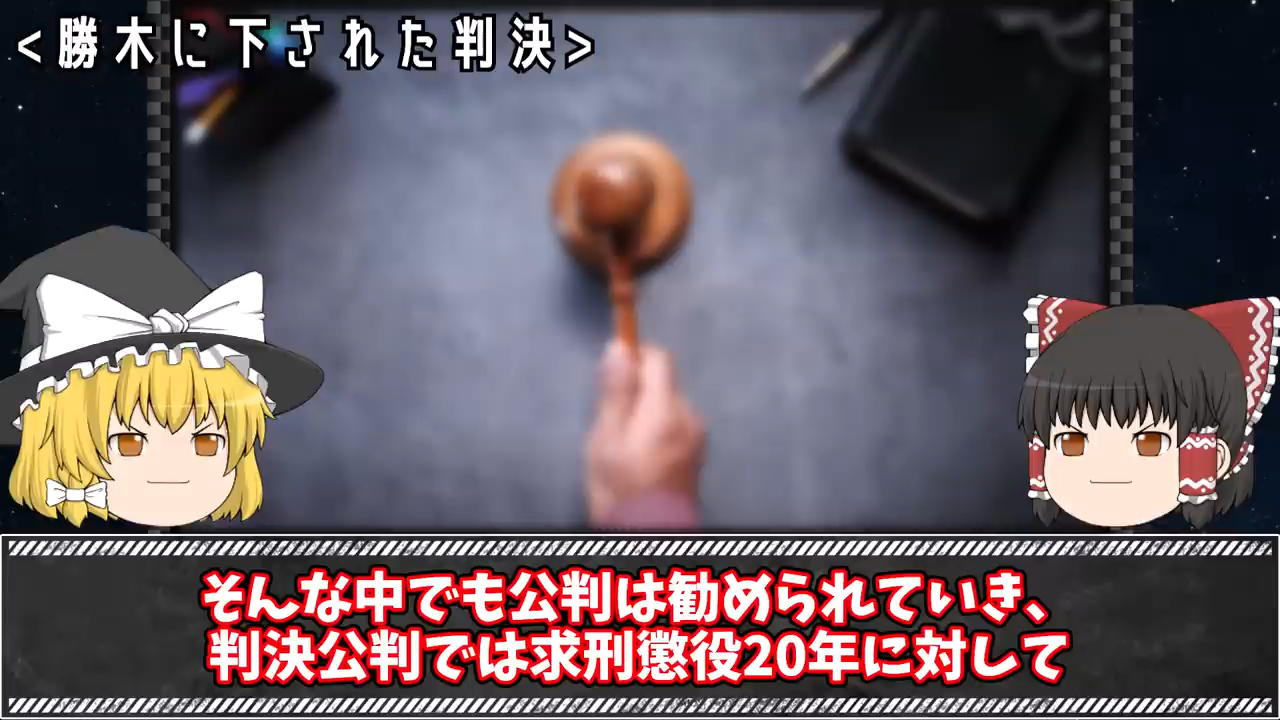 <勝木に下された判決>
そんな中でも公判は勧められていき、
判決公判では求刑懲役20年に対して